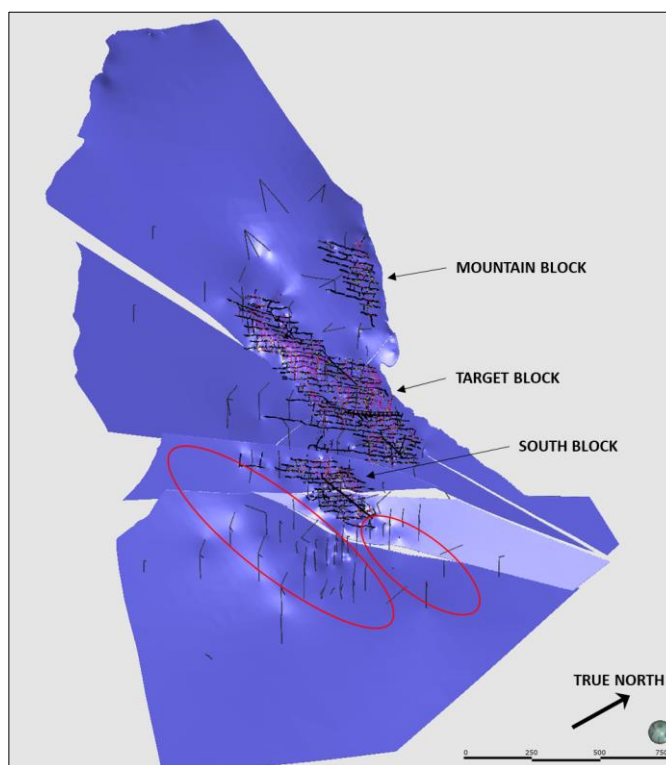 MOUNTAIN BLOCK
TARGET BLOCK
SOUTH BLOCK
TRUE NORTH
0 250 500 750